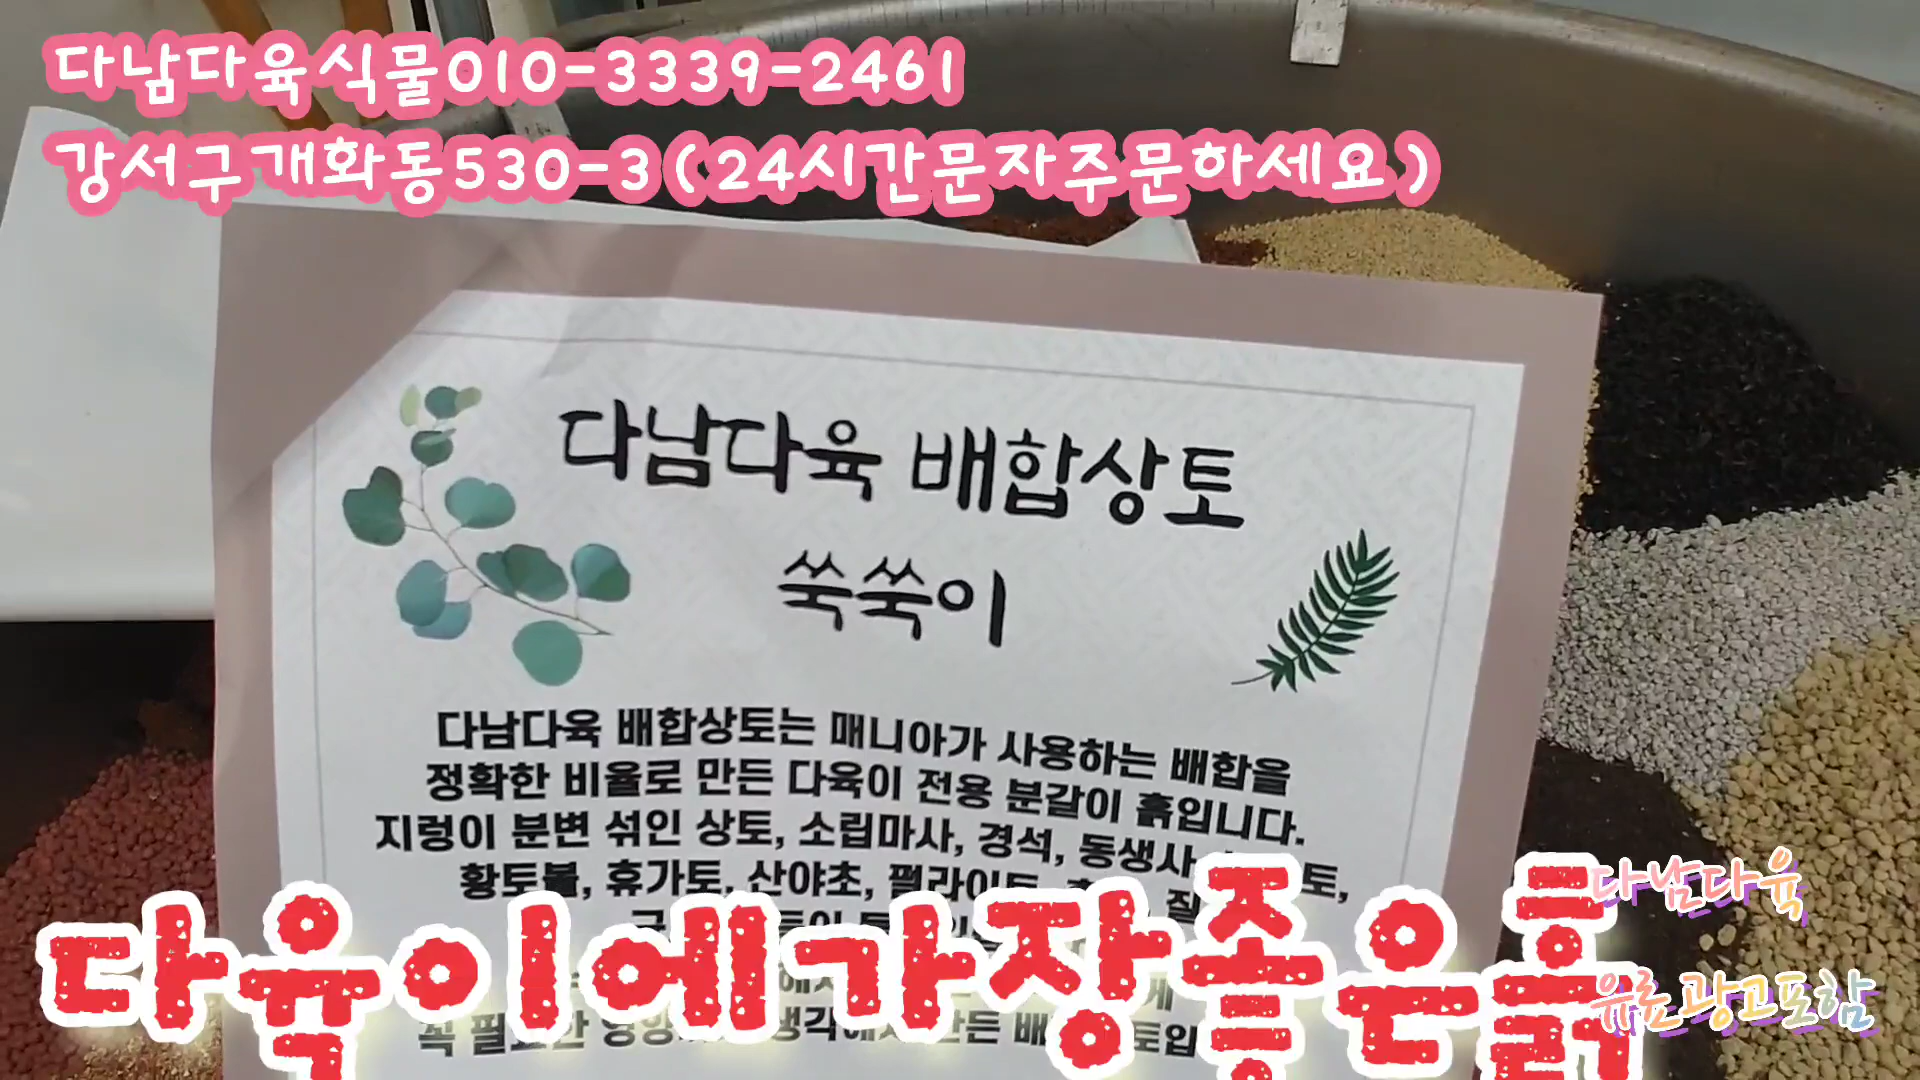 다남다육식물010-3339-2461
강서구개화동530-3(24시간문자주문하세요)
다남다육 배합상토
쑥쑥이
다남다육 배합상토는 매니아가 사용하는 배합을
정확한 비율로 만든 다육이 전용 분갈이 흙입니다.
지렁이 분변 섞인 상토, 소립마사, 경석, 동생사
황토볼, 휴가토, 산야초, 펄라이트,
다육이에가장좋은흙
다남다육
유료광고포함